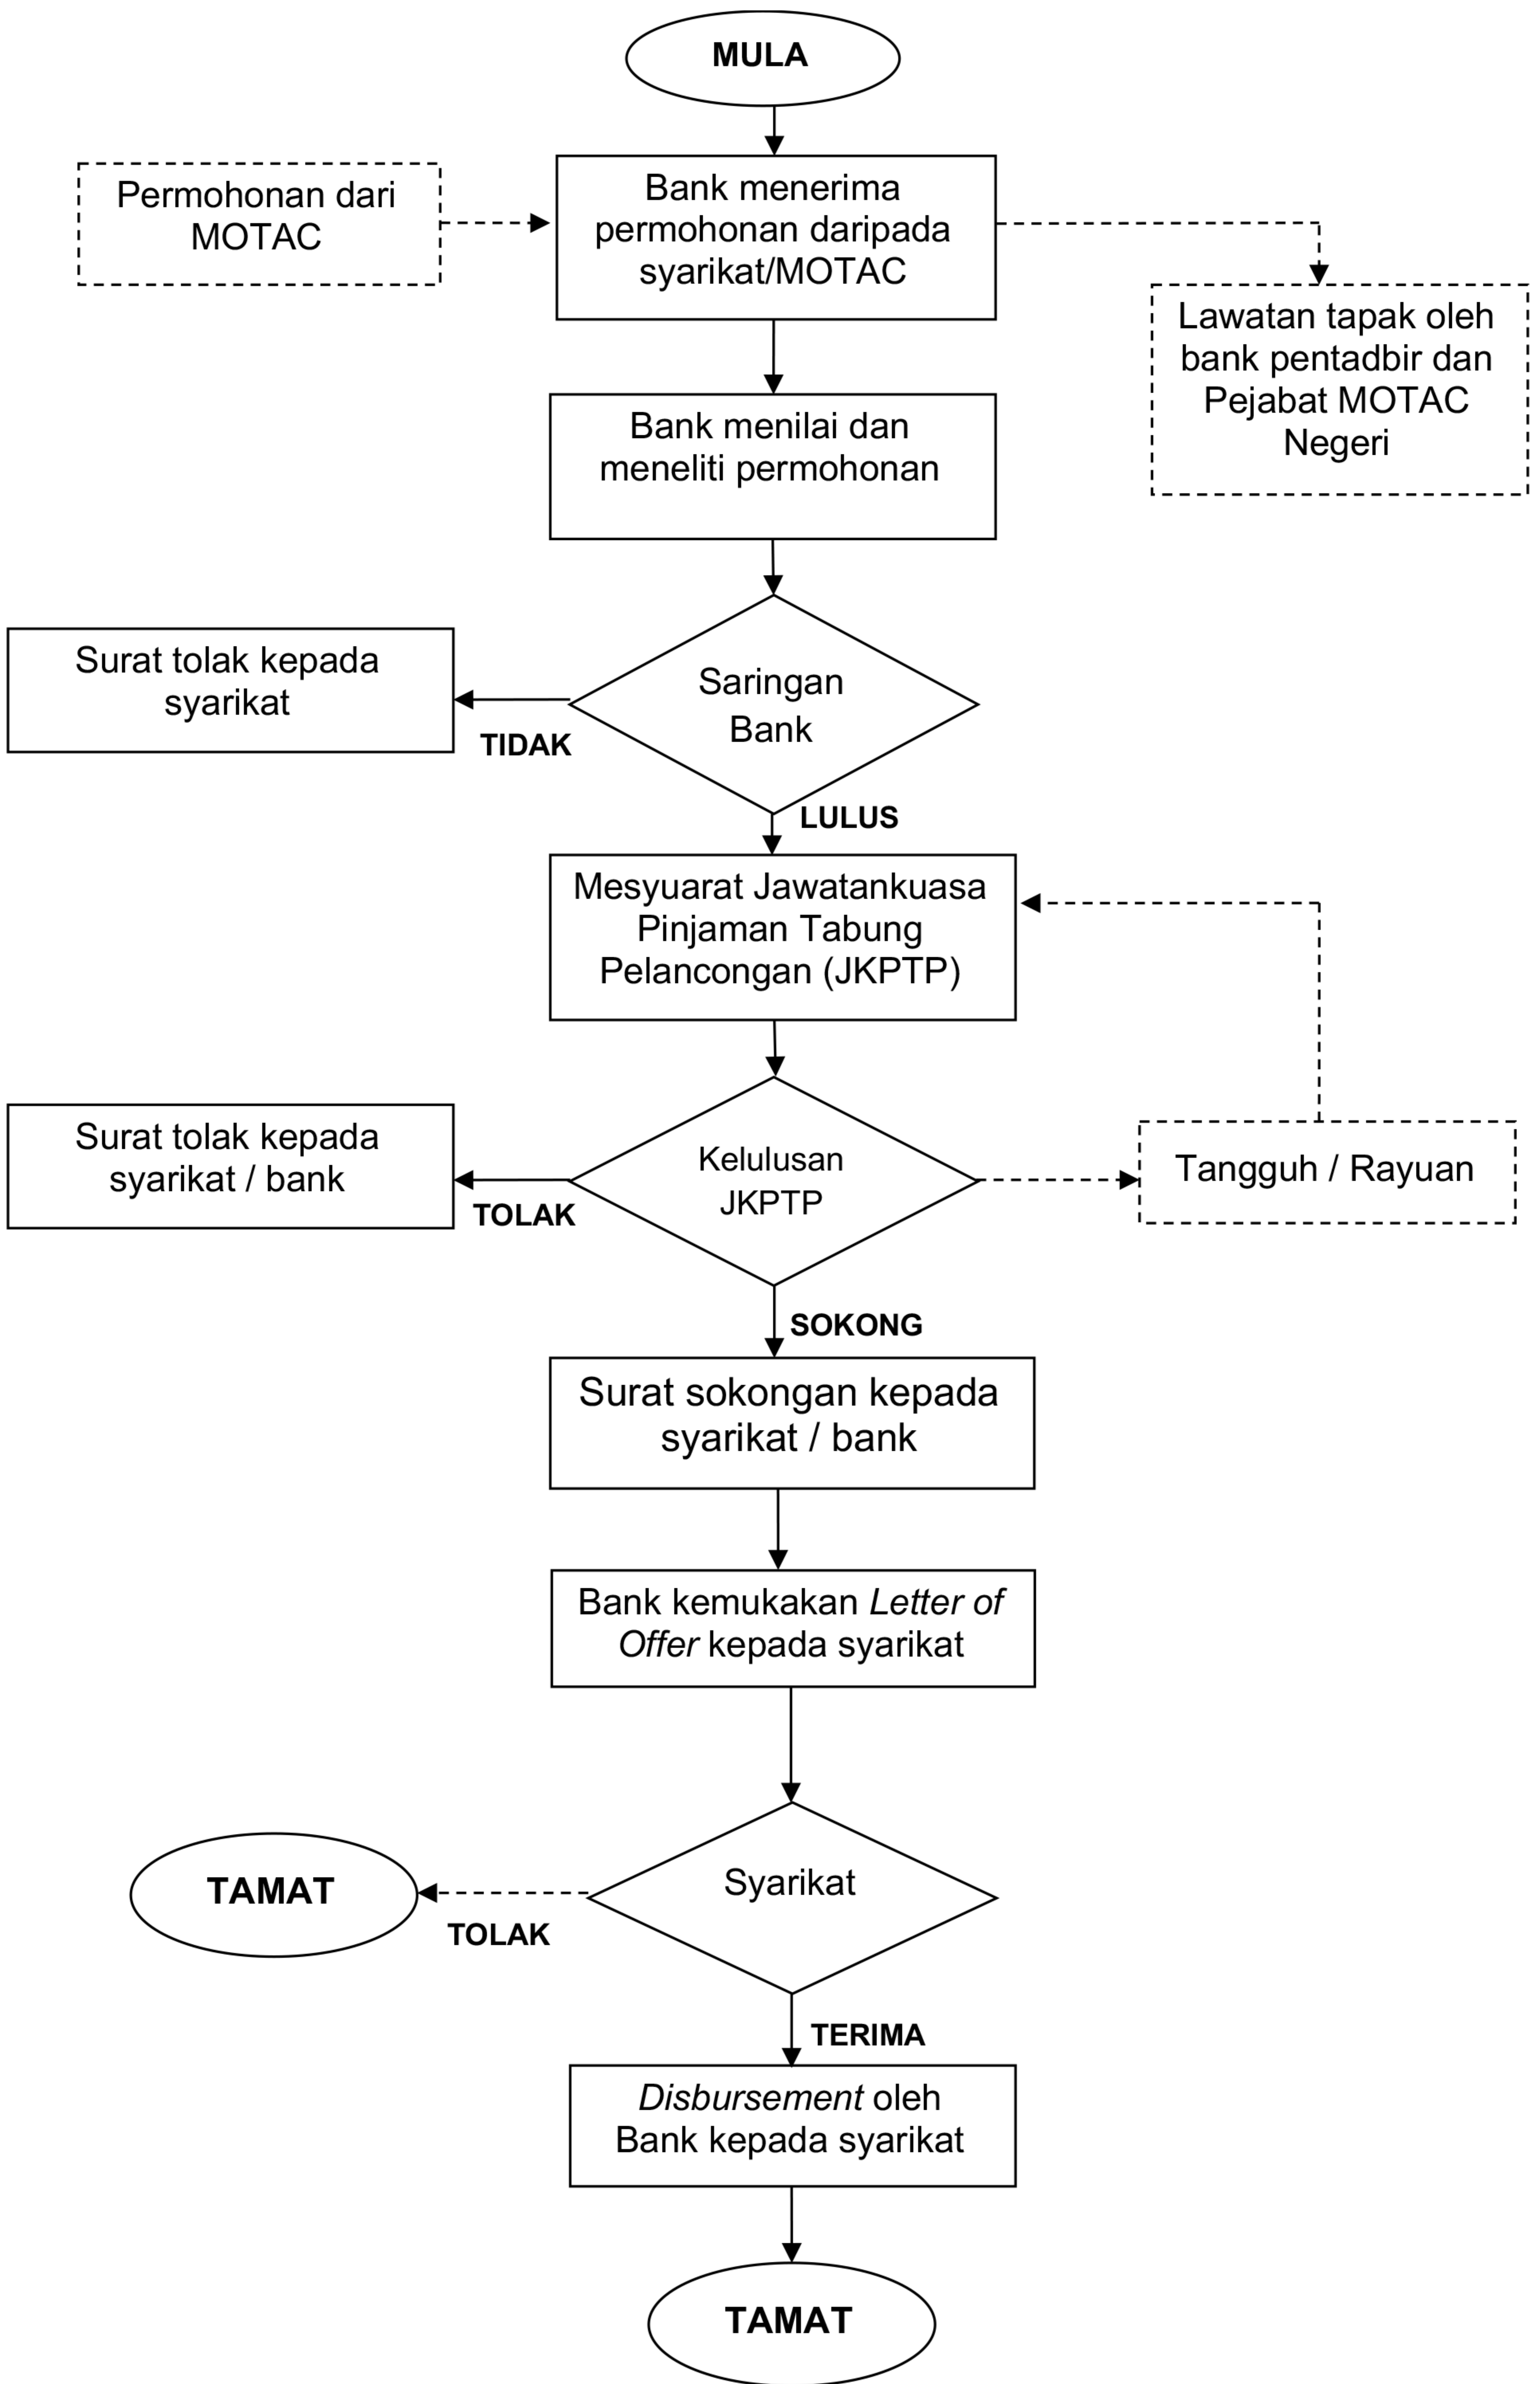 MULA
Permohonan dari
MOTAC
Bank menerima
permohonan daripada
syarikat/MOTAC
Lawatan tapak oleh
bank pentadbir dan
Pejabat MOTAC
Negeri
Bank menilai dan
meneliti permohonan
Surat tolak kepada
syarikat
TIDAK
Saringan
Bank
LULUS
Mesyuarat Jawatankuasa
Pinjaman Tabung
Pelancongan (JKPTP)
Surat tolak kepada
syarikat / bank
TOLAK
Kelulusan
JKPTP
Tangguh / Rayuan
SOKONG
Surat sokongan kepada
syarikat / bank
Bank kemukakan Letter of
Offer kepada syarikat
Syarikat
TAMAT
TOLAK
TERIMA
Disbursement oleh
Bank kepada syarikat
TAMAT